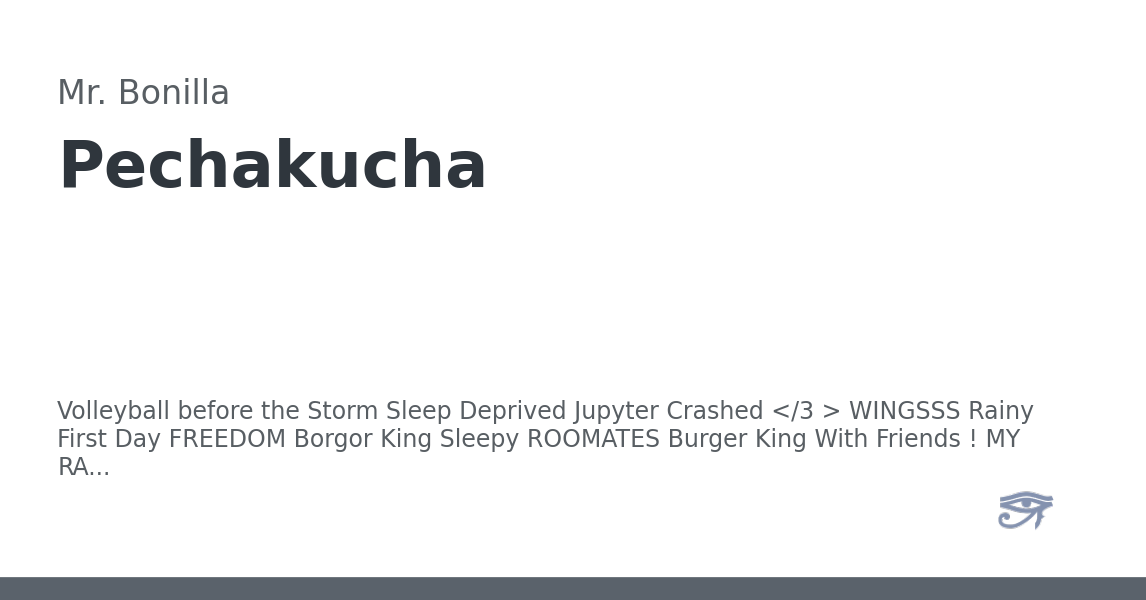 Mr. Bonilla
Pechakucha
Volleyball before the Storm Sleep Deprived Jupyter Crashed </3 > WINGSSS Rainy
First Day FREEDOM Borgor King Sleepy ROOMATES Burger King With Friends ! MY
RA...